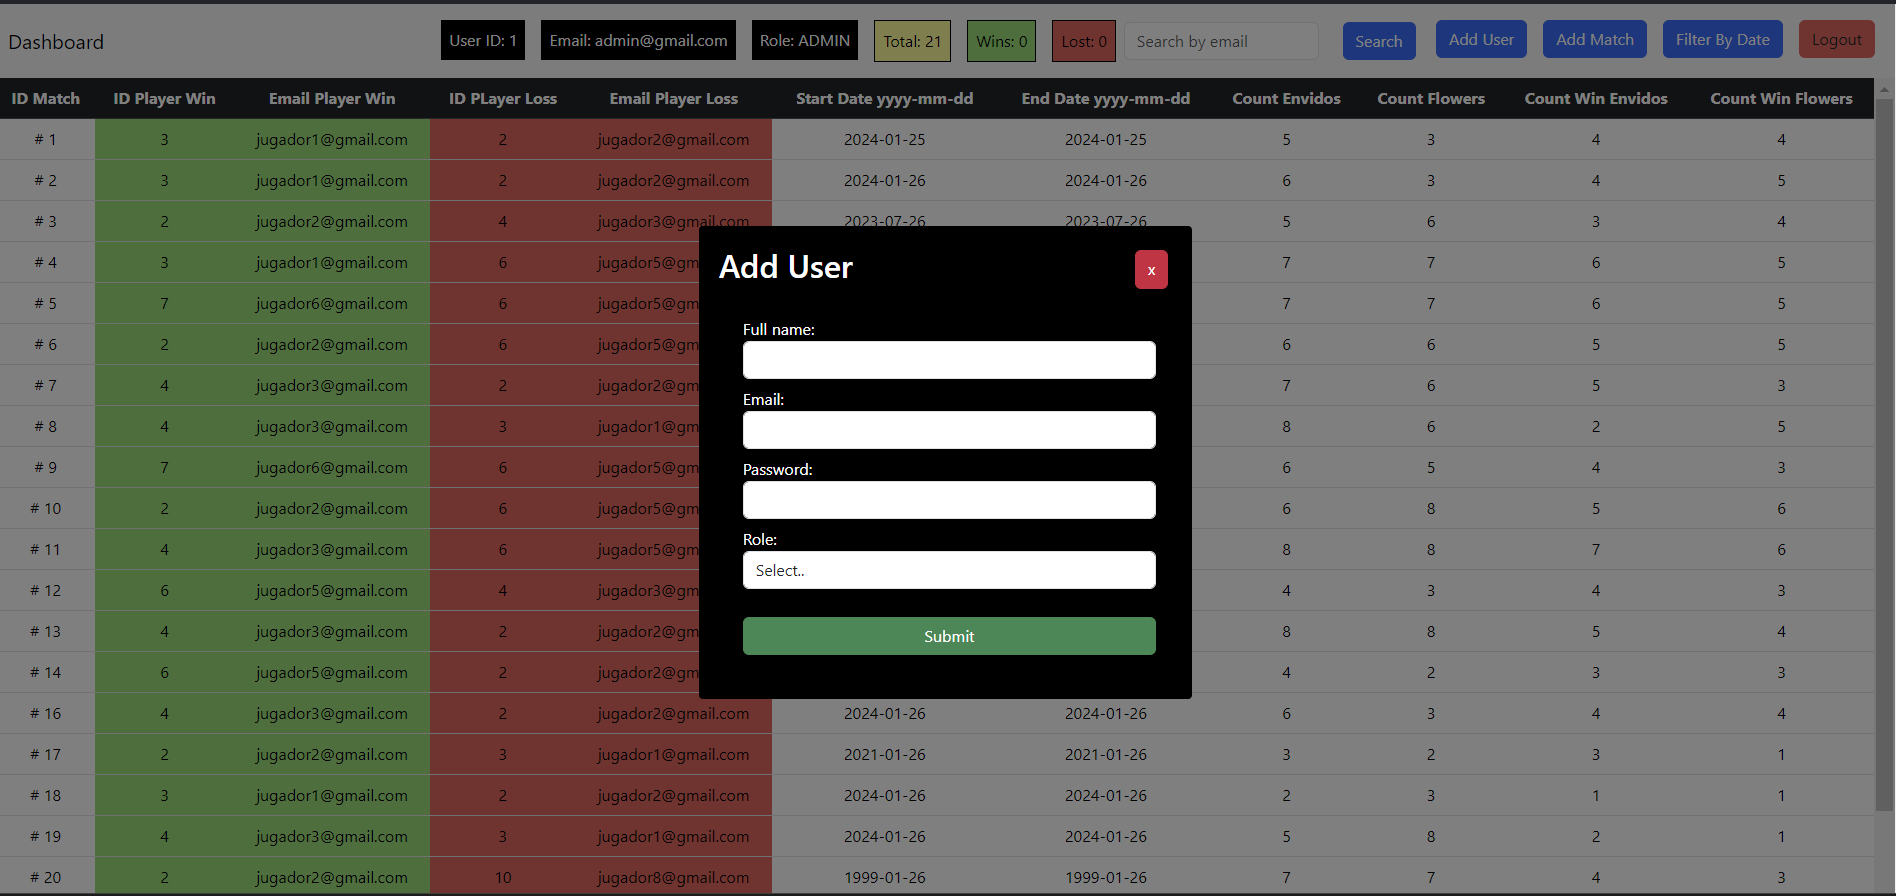 Dashboard User ID: 1 Email: admin@gmail.com Role: ADMIN Total: 21 Wins: 0 Lost: 0 Search by email Search Add User Add Match Filter By Date Logout
ID Match ID Player Win Email Player Win ID PLayer Loss Email Player Loss Start Date yyyy-mm-dd End Date yyyy-mm-dd Count Envidos Count Flowers Count Win Envidos Count Win Flowers
# 1 3 jugador1@gmail.com 2 jugador2@gmail.com 2024-01-25 2024-01-25 5 3 4 4
# 2 3 jugador1@gmail.com 2 jugador2@gmail.com 2024-01-26 2024-01-26 6 3 4 5
# 3 2 jugador2@gmail.com 4 jugador3@gmail.com 2023-07-26 2023-07-26 5 6 3 4
# 4 3 jugador1@gmail.com 6 jugador5@gm 7 7 6 5
# 5 7 jugador6@gmail.com 6 jugador5@gm 7 7 6 5
# 6 2 jugador2@gmail.com 6 jugador5@gm 6 6 5 5
# 7 4 jugador3@gmail.com 2 jugador2@gm 7 6 5 3
# 8 4 jugador3@gmail.com 3 jugador1@gm 8 6 2 5
# 9 7 jugador6@gmail.com 6 jugador5@gm 6 5 4 3
# 10 2 jugador2@gmail.com 6 jugador5@gm 6 8 5 6
# 11 4 jugador3@gmail.com 6 jugador5@gm 8 8 7 6
# 12 6 jugador5@gmail.com 4 jugador3@gm 4 3 4 3
# 13 4 jugador3@gmail.com 2 jugador2@gm 8 8 5 4
# 14 6 jugador5@gmail.com 2 jugador2@gm 4 2 3 3
# 16 4 jugador3@gmail.com 2 jugador2@gmail.com 2024-01-26 2024-01-26 6 3 4 4
# 17 2 jugador2@gmail.com 3 jugador1@gmail.com 2021-01-26 2021-01-26 3 2 3 1
# 18 3 jugador1@gmail.com 2 jugador2@gmail.com 2024-01-26 2024-01-26 2 3 1 1
# 19 4 jugador3@gmail.com 3 jugador1@gmail.com 2024-01-26 2024-01-26 5 8 2 1
# 20 2 jugador2@gmail.com 10 jugador8@gmail.com 1999-01-26 1999-01-26 7 7 4 3
Add User x
Full name:
Email:
Password:
Role:
Select..
Submit